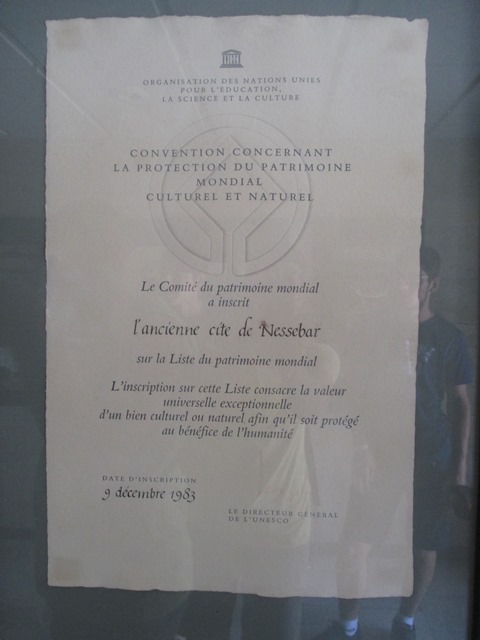 ORGANISATION DES NATIONS UNIES
POUR L'EDUCATION,
LA SCIENCE ET LA CULTURE
CONVENTION CONCERNANT
LA PROTECTION DU PATRIMOINE
MONDIAL
CULTUREL ET NATUREL
Le Comité du patrimoine mondial
a inscrit
l'ancienne cite de Nessebar
sur la Liste du patrimoine mondial
L'inscription sur cette Liste consacre la valeur
universelle exceptionnelle
d'un bien culturel ou naturel afin qu'il soit protégé
au bénéfice de l'humanité
DATE D'INSCRIPTION
9 décembre 1983
LE DIRECTEUR GÉNÉRAL
DE L'UNESCO